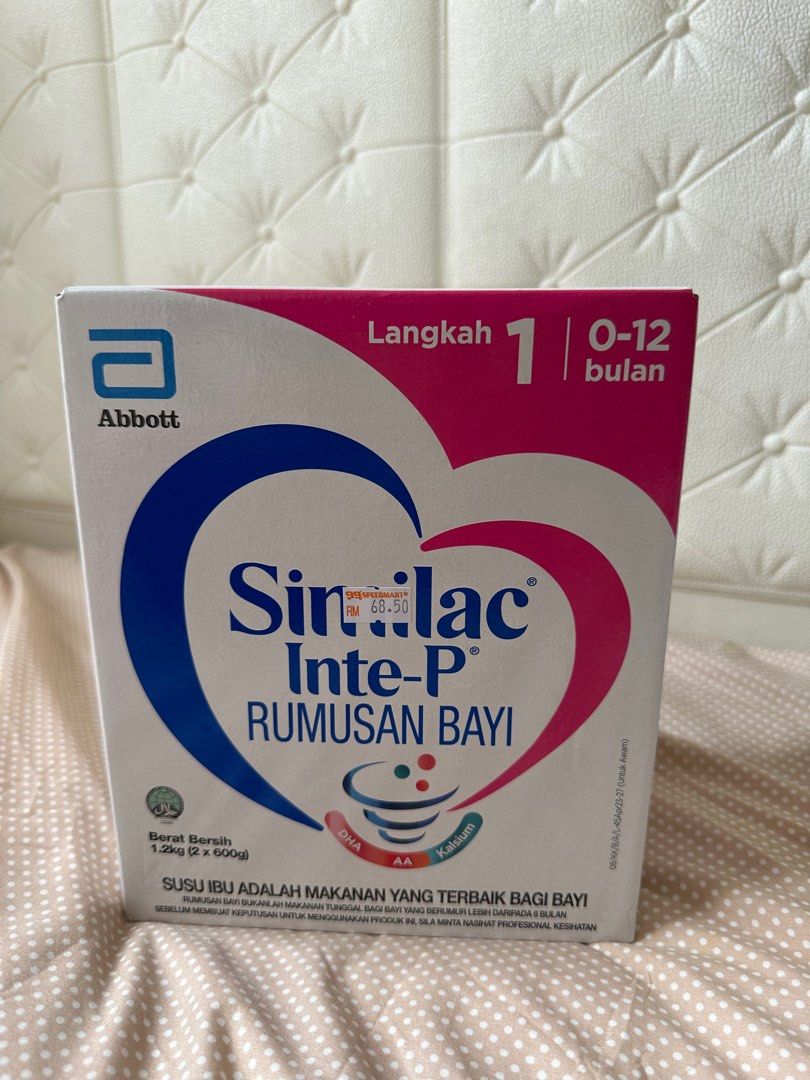 Abbott
Langkah 1
0-12
bulan
Similac®
99 SPEEDMART®
RM 68.50
Inte-P®
RUMUSAN BAYI
DHA
AA
Kalsium
Berat Bersih
1.2kg (2 x 600g)
SUSU IBU ADALAH MAKANAN YANG TERBAIK BAGI BAYI
RUMUSAN BAYI BUKANLAH MAKANAN TUNGGAL BAGI BAYI YANG BERUMUR LEBIH DARIPADA 6 BULAN
SEBELUM MEMBUAT KEPUTUSAN UNTUK MENGGUNAKAN PRODUK INI, SILA MINTA NASIHAT PROFESIONAL KESIHATAN